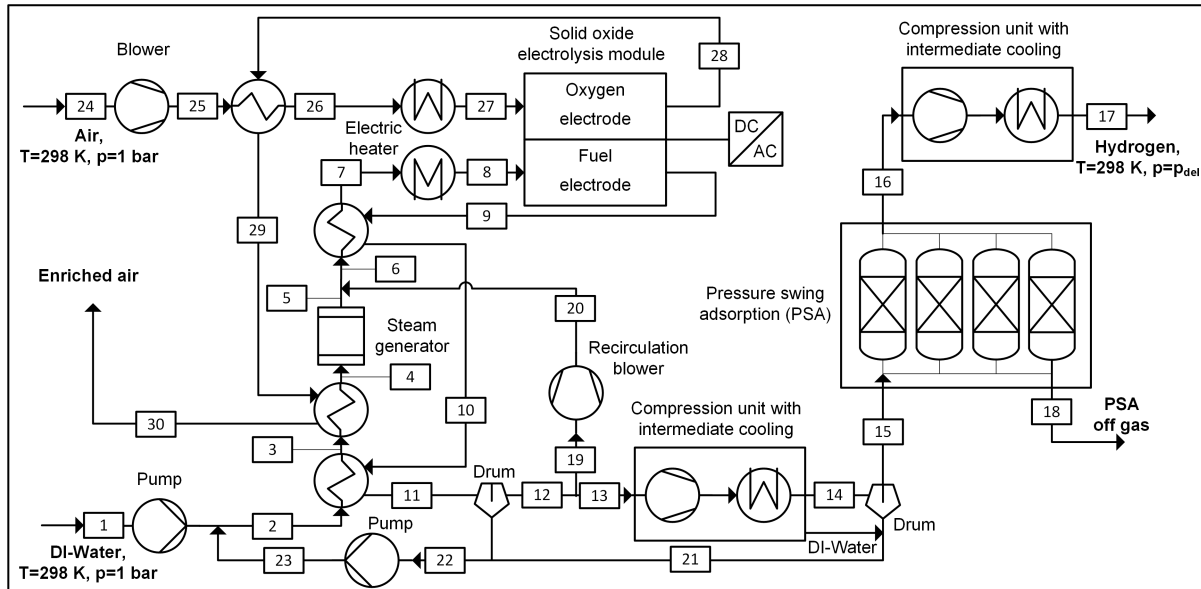 Blower
24
25
26
27
28
Air,
T=298 K, p=1 bar
Electric
heater
Solid oxide
electrolysis module
Oxygen
electrode
Fuel
electrode
DC
AC
7
8
9
29
Enriched air
6
5
Steam
generator
4
10
30
3
20
Recirculation
blower
19
Pump
1
2
DI-Water,
T=298 K, p=1 bar
23
Pump
22
11
Drum
12
13
Compression unit with
intermediate cooling
14
DI-Water
Drum
21
Compression unit with
intermediate cooling
17
Hydrogen,
T=298 K, p=pdel
16
Pressure swing
adsorption (PSA)
15
18
PSA
off gas